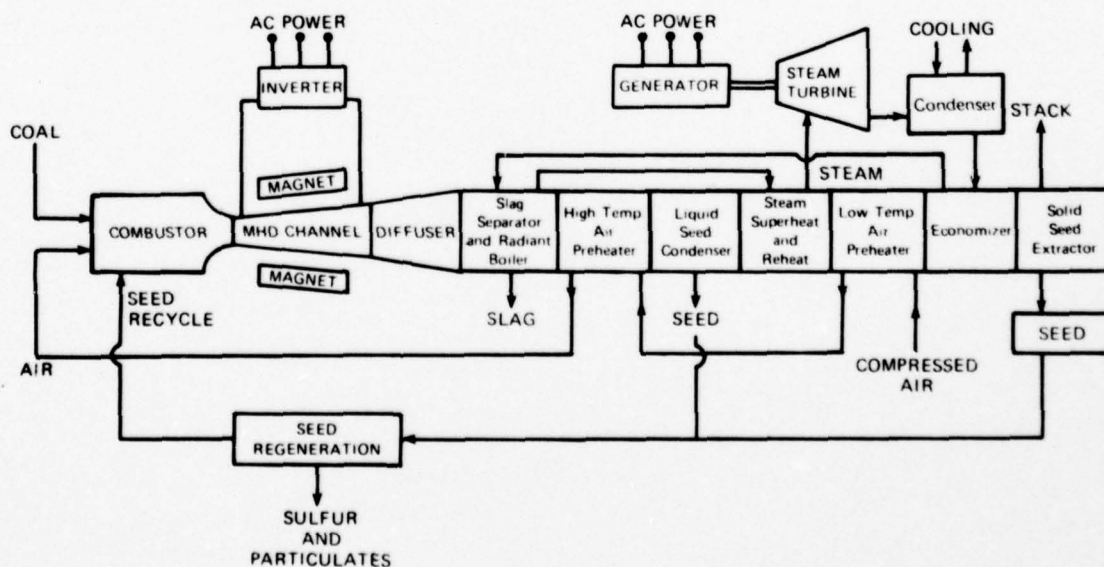 AC POWER
INVERTER
AC POWER
GENERATOR
STEAM
TURBINE
COOLING
Condenser
STACK
COAL
MAGNET
STEAM
COMBUSTOR
MHD CHANNEL
DIFFUSER
Slag
Separator
and Radiant
Boiler
High Temp
Air
Preheater
Liquid
Seed
Condenser
Steam
Superheat
and
Reheat
Low Temp
Air
Preheater
Economizer
Solid
Seed
Extractor
MAGNET
SEED
RECYCLE
SLAG
SEED
SEED
AIR
COMPRESSED
AIR
SEED
REGENERATION
SULFUR
AND
PARTICULATES